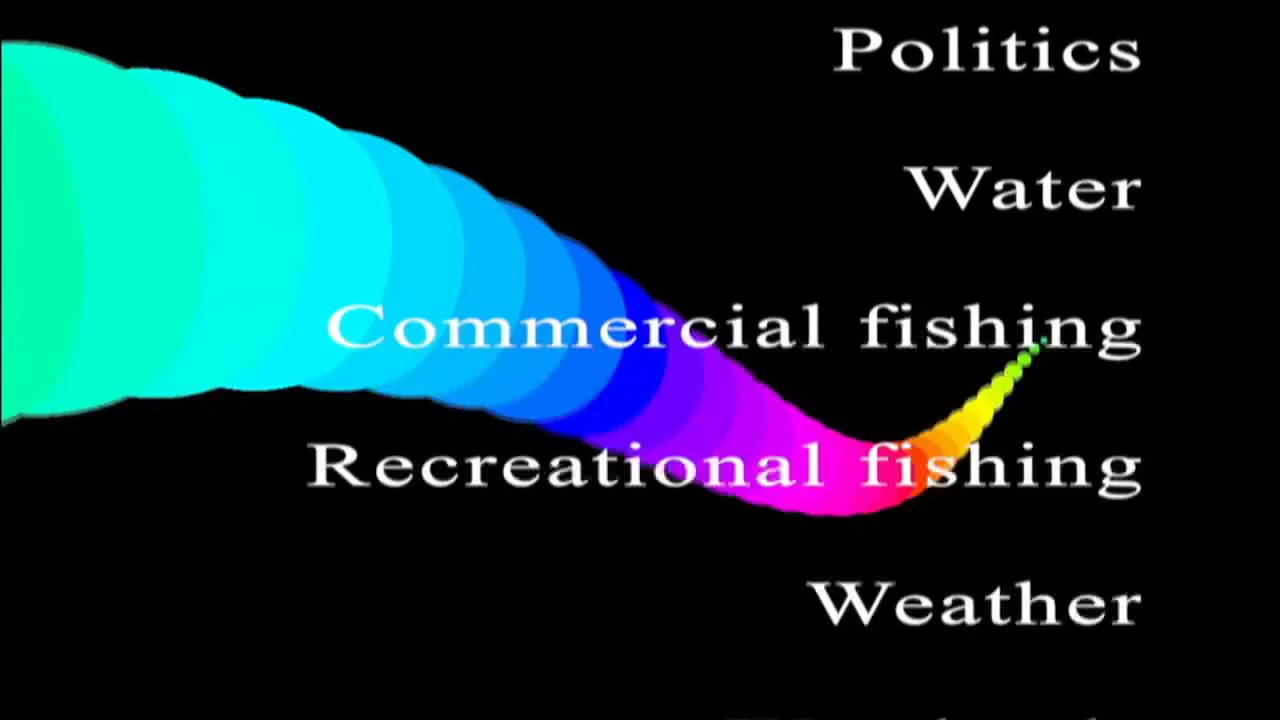 Politics
Water
Commercial fishing
Recreational fishing
Weather